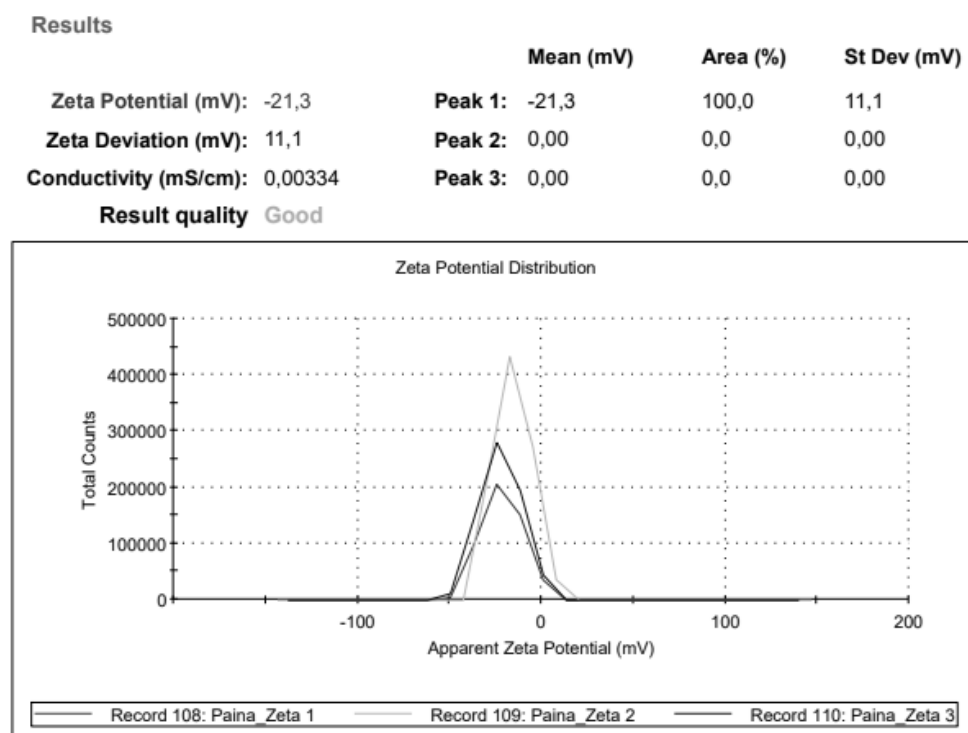 Results
Mean (mV) Area (%) St Dev (mV)
Zeta Potential (mV): -21,3 Peak 1: -21,3 100,0 11,1
Zeta Deviation (mV): 11,1 Peak 2: 0,00 0,0 0,00
Conductivity (mS/cm): 0,00334 Peak 3: 0,00 0,0 0,00
Result quality Good
Zeta Potential Distribution
500000
400000
300000
200000
100000
0
Total Counts
-100 0 100 200
Apparent Zeta Potential (mV)
Record 108: Paina_Zeta 1 Record 109: Paina_Zeta 2 Record 110: Paina_Zeta 3